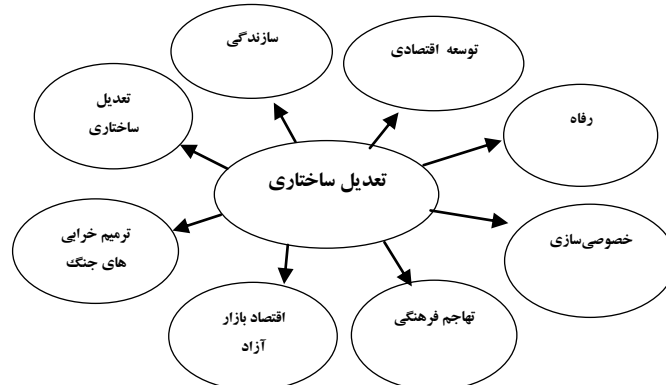 سازندگی
توسعه اقتصادی
تعدیل
ساختاری
رفاه
تعدیل ساختاری
ترمیم خرابی
های جنگ
خصوصی‌سازی
اقتصاد بازار
آزاد
تهاجم فرهنگی